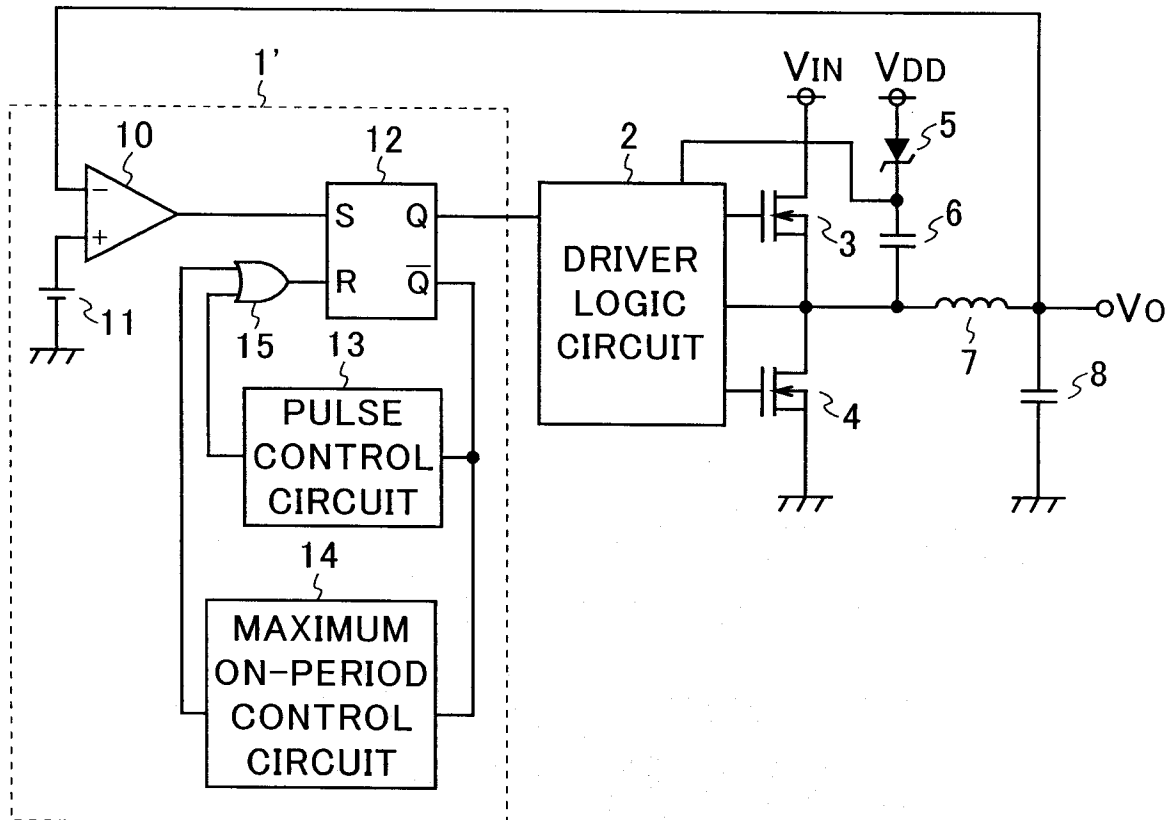 1'
VIN
VDD
10
12
2
5
−
+
S
Q
R
Q̅
3
6
DRIVER
LOGIC
CIRCUIT
11
15
13
7
VO
4
8
PULSE
CONTROL
CIRCUIT
14
MAXIMUM
ON-PERIOD
CONTROL
CIRCUIT